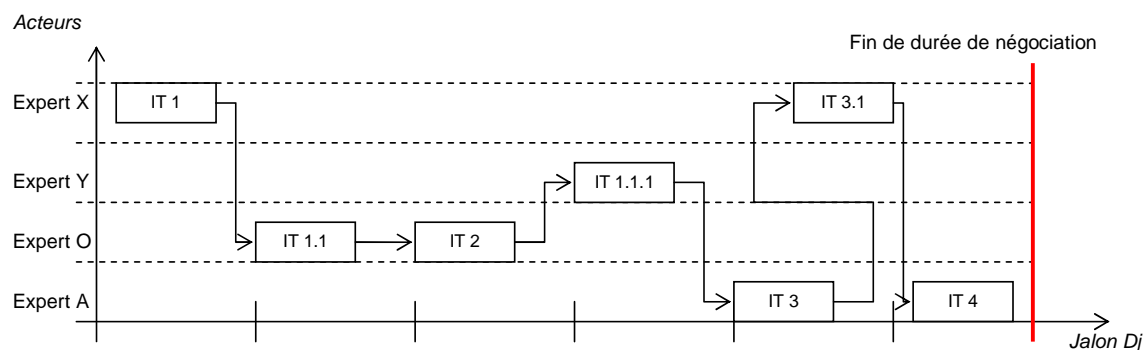 Acteurs
Fin de durée de négociation
Expert X
IT 1
IT 3.1
Expert Y
IT 1.1.1
Expert O
IT 1.1
IT 2
Expert A
IT 3
IT 4
Jalon Dj